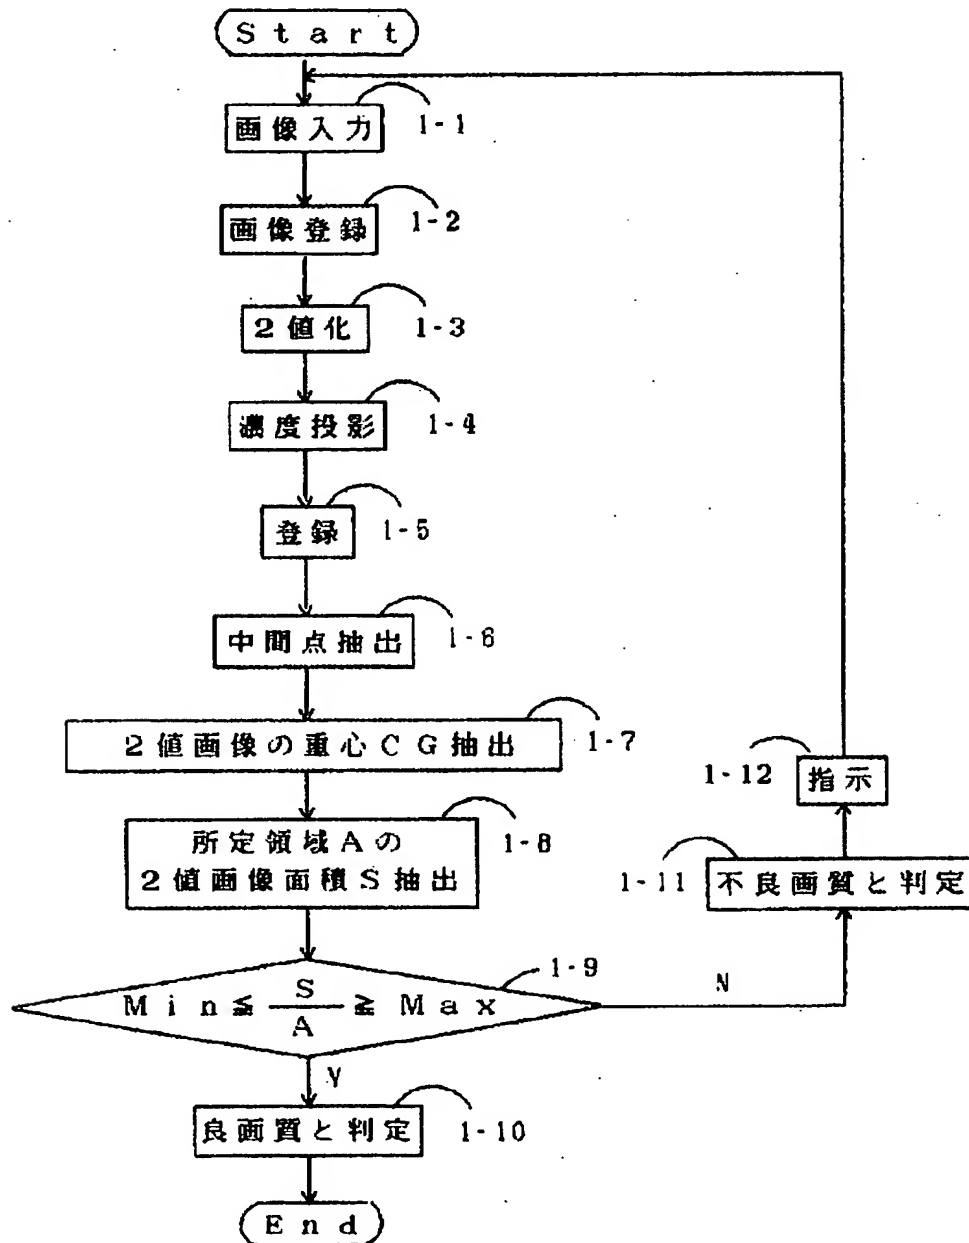 Start
画像入力 1-1
画像登録 1-2
2値化 1-3
濃度投影 1-4
登録 1-5
中間点抽出 1-6
2値画像の重心CG抽出 1-7
1-12 指示
所定領域Aの 1-8
2値画像面積S抽出
1-11 不良画質と判定
1-9
N
Min≦ S/A ≧Max
Y
良画質と判定 1-10
End